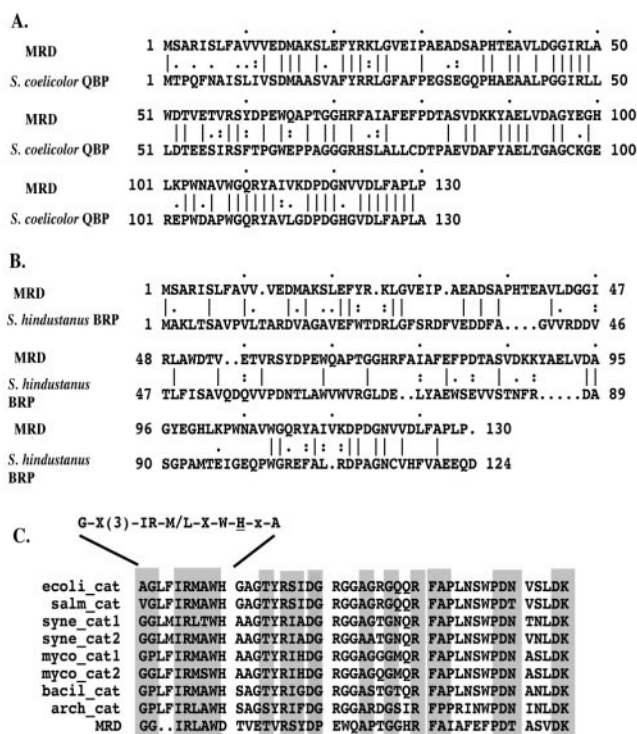 A.
MRD 1 MSARISLFAVVVEDMAKSLEFYRKLGVEIPAEADSAPHTEAVLDGGIRLA 50
S. coelicolor QBP 1 MTPQFNAISLIVSDMAASVAFYRRLGFAFPEGSEGQPHAEAALPGGIRLL 50
MRD 51 WDTVETVRSYDPEWQAPTGGHRFAIAFEFPDTASVDKKYAELVDAGYEGH 100
S. coelicolor QBP 51 LDTEESIRSFTPGWEPPAGGGRHSLALLCDTPAEVDAFYAELTGAGCKGE 100
MRD 101 LKPWNAVWGQRYAIVKDPDGNVVDLFAPLP 130
S. coelicolor QBP 101 REPWDAPWGQRYAVLGDPDGHGVDLFAPLA 130
B.
MRD 1 MSARISLFAVV.VEDMAKSLEFYR.KLGVEIP.AEADSAPHTEAVLDGGI 47
S. hindustanus BRP 1 MAKLTSAVPVLTARDVAGAVEFWTDRLGFSRDFVEDDFA....GVVRDDV 46
MRD 48 RLAWDTV..ETVRSYDPEWQAPTGGHRFAIAFEFPDTASVDKKYAELVDA 95
S. hindustanus
BRP 47 TLFISAVQDQVVPDNTLAWVWVRGLDE..LYAEWSEVVSTNFR.....DA 89
MRD 96 GYEGHLKPWNAVWGQRYAIVKDPDGNVVDLFAPLP. 130
S. hindustanus
BRP 90 SGPAMTEIGEQPWGREFAL.RDPAGNCVHFVAEEQD 124
G-X(3)-IR-M/L-X-W-H-x-A
C.
ecoli_cat AGLFIRMAWH GAGTYRSIDG RGGAGRGQQR FAPLNSWPDN VSLDK
salm_cat VGLFIRMAWH GAGTYRSIDG RGGAGRGQQR FAPLNSWPDT VSLDK
syne_cat1 GGLMIRLTWH AAGTYRIADG RGGAATGNQR FAPLNSWPDN TNLDK
syne_cat2 GGLMIRMAWH AAGTYRIADG RGGAATGNQR FAPLNSWPDN VNLDK
myco_cat1 GPLFIRMAWH AAGTYRIHDG RGGAGGGMQR FAPLNSWPDN ASLDK
myco_cat2 GGLFIRMSWH AAGTYRIFDG RGGAGQGMQR FAPLNSWPDN ASLDK
bacil_cat GPLFIRMAWH SAGTYRIGDG RGGASTGTQR FAPLNSWPDN ANLDK
arch_cat GPLFIRLAWH SAGSYRIFDG RGGARDGSIR FPPRINWPDN INLDK
MRD GG..IRLAWD TVETVRSYDP EWQAPTGGHR FAIAFEFPDT ASVDK